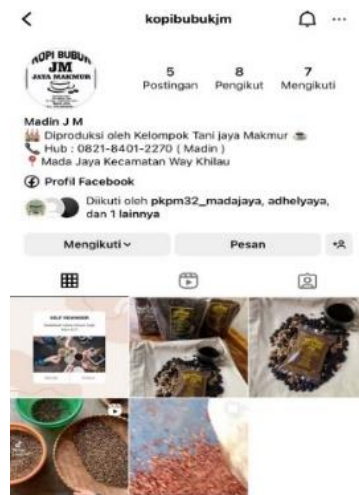 kopibubukjm
KOPI BUBUK
JM
JAYA MAKMUR
5 8 7
Postingan Pengikut Mengikuti
Madin J M
Diproduksi oleh Kelompok Tani jaya Makmur
Hub : 0821-8401-2270 ( Madin )
Mada Jaya Kecamatan Way Khilau
Profil Facebook
Diikuti oleh pkpm32_madajaya, adhelyaya,
dan 1 lainnya
Mengikuti Pesan
SELF REMINDER